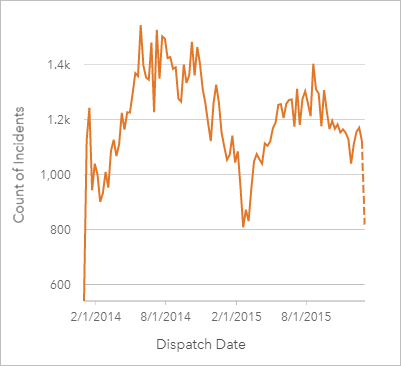 Count of Incidents
1.4k
1.2k
1,000
800
600
2/1/2014 8/1/2014 2/1/2015 8/1/2015
Dispatch Date